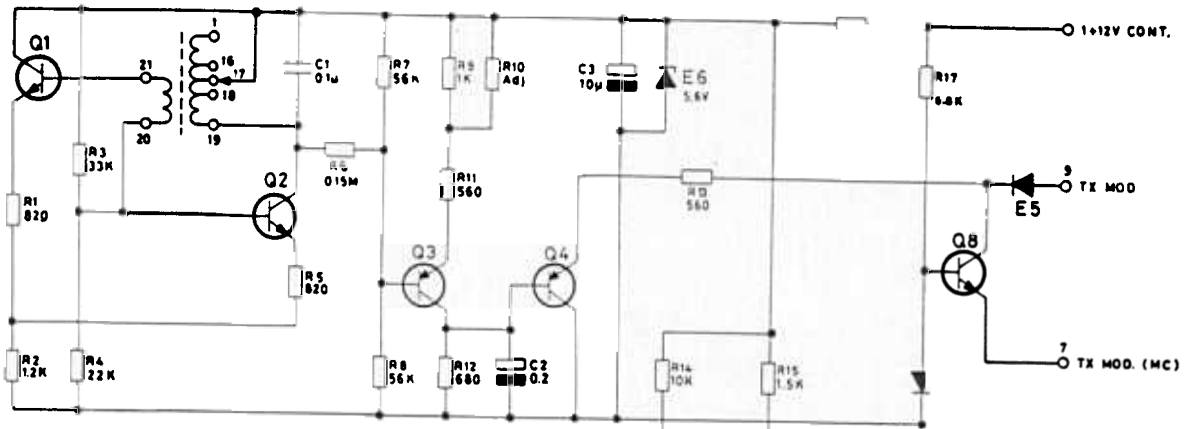 Q1
21
20
1
16
17
18
19
C1
0.1µ
R7
56K
R9
1K
R10
Adj
C3
10µ
E6
5.6V
R17
6.8K
1 +12V CONT.
R3
33K
R6
0.15M
R11
560
R13
560
9
TX MOD
E5
R1
820
Q2
R5
820
Q3
Q4
Q8
R2
1.2K
R4
22K
R8
56K
R12
680
C2
0.2
R14
10K
R15
1.5K
7
TX MOD. (MC)